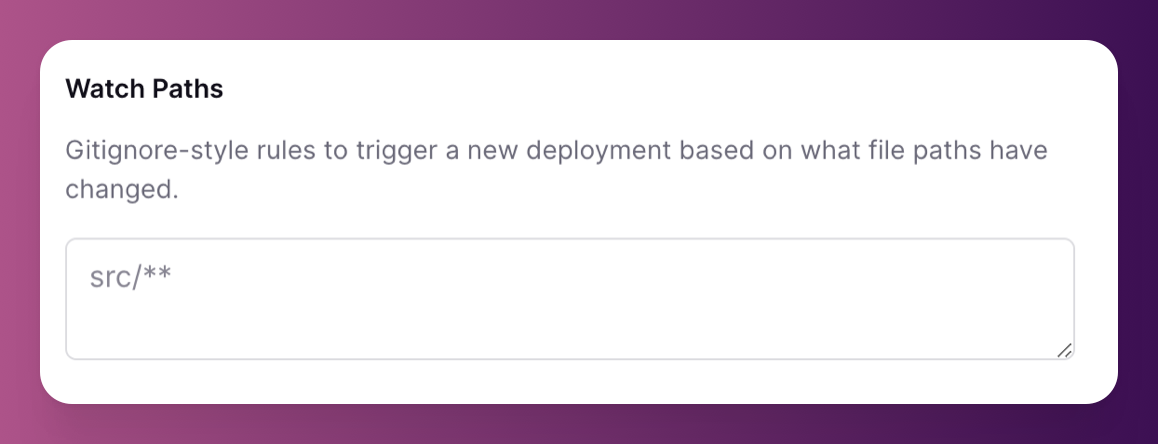 Watch Paths
Gitignore-style rules to trigger a new deployment based on what file paths have
changed.
src/**